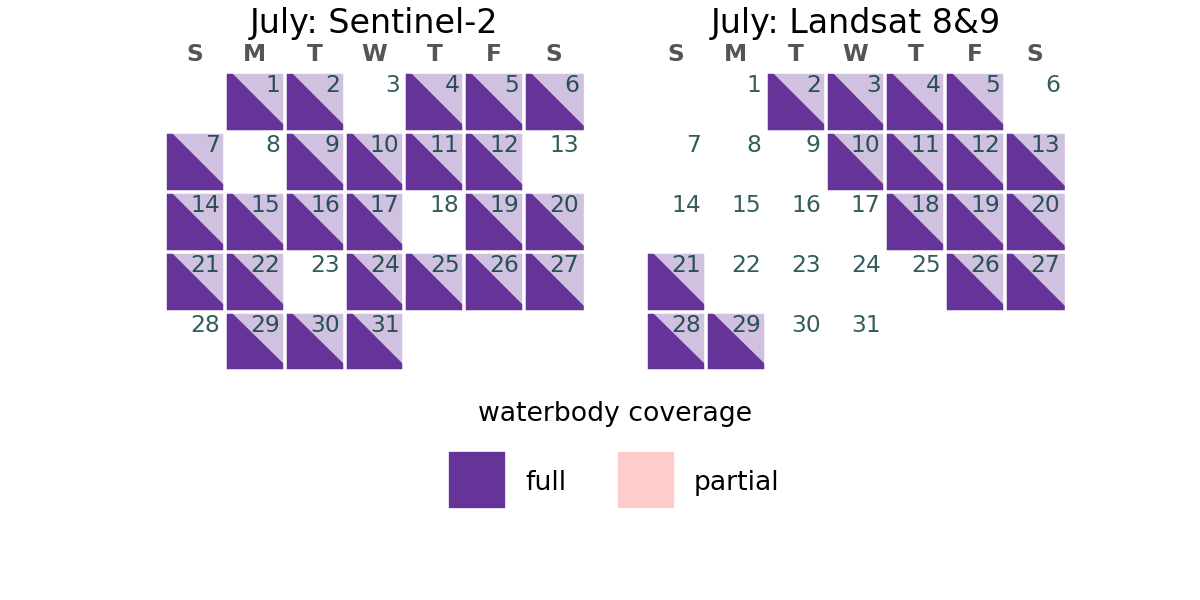 July: Sentinel-2
S M T W T F S
1 2 3 4 5 6
7 8 9 10 11 12 13
14 15 16 17 18 19 20
21 22 23 24 25 26 27
28 29 30 31
July: Landsat 8&9
S M T W T F S
1 2 3 4 5 6
7 8 9 10 11 12 13
14 15 16 17 18 19 20
21 22 23 24 25 26 27
28 29 30 31
waterbody coverage
full
partial